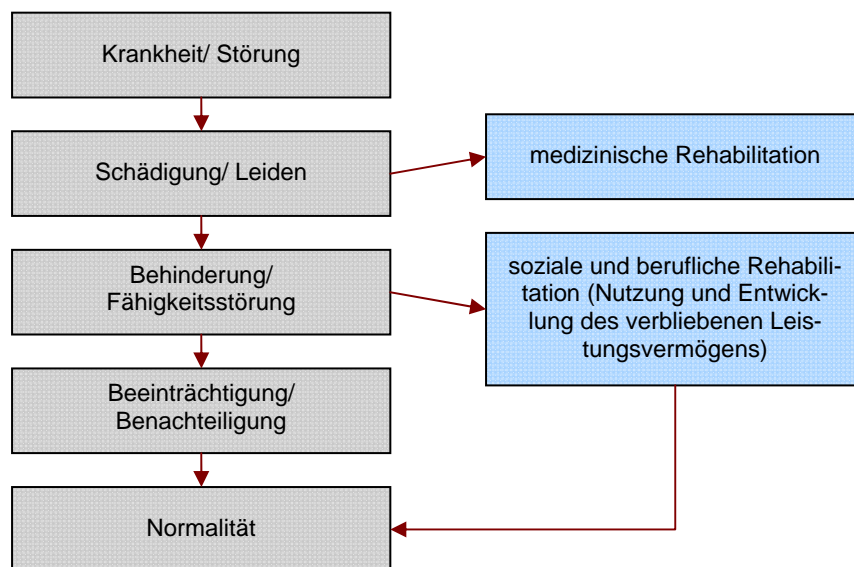 Krankheit/ Störung
Schädigung/ Leiden
medizinische Rehabilitation
Behinderung/
Fähigkeitsstörung
soziale und berufliche Rehabili-
tation (Nutzung und Entwick-
lung des verbliebenen Leis-
tungsvermögens)
Beeinträchtigung/
Benachteiligung
Normalität